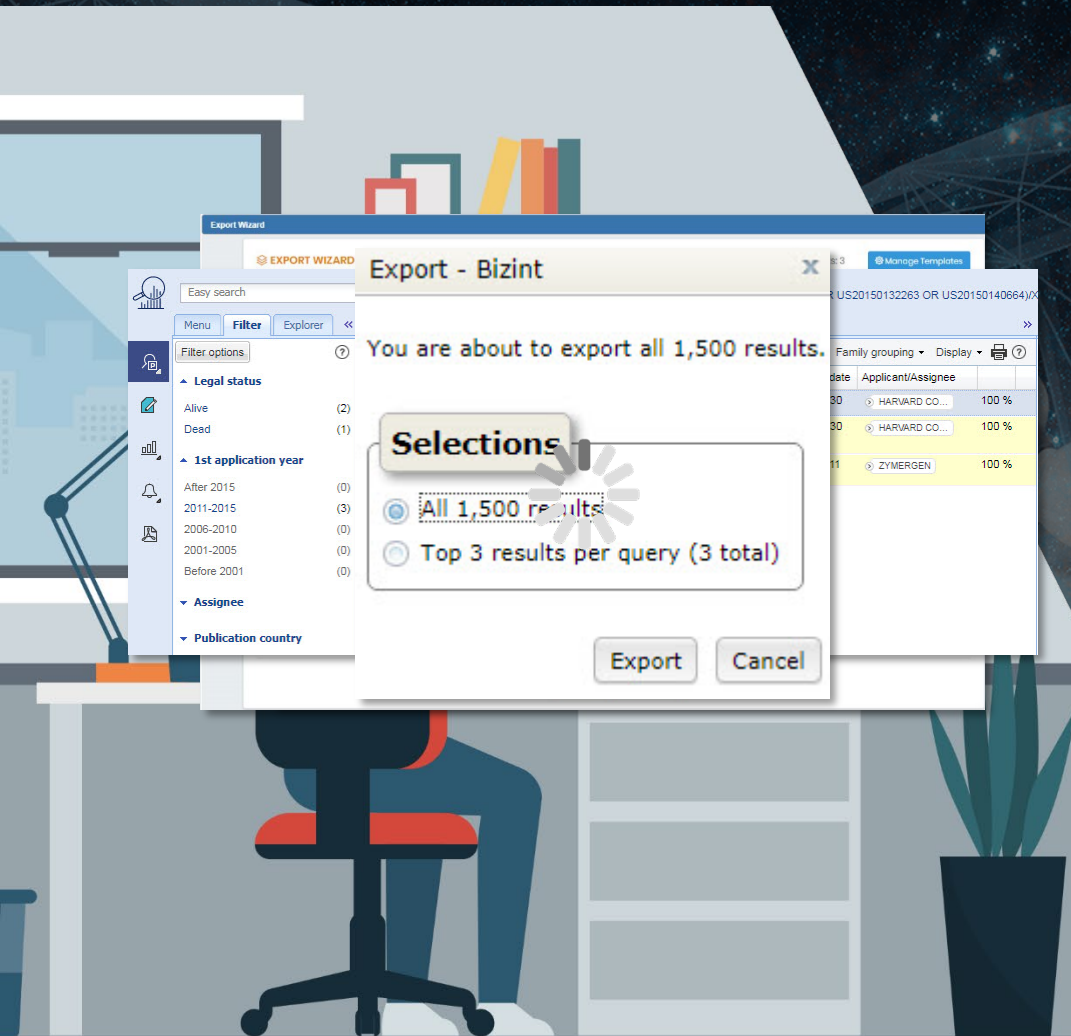 Export Wizard
EXPORT WIZARD
s: 3
Manage Templates
Export - Bizint
x
Easy search
R US20150132263 OR US20150140664)/X
Menu
Filter
Explorer
«
»
Filter options
?
You are about to export all 1,500 results.
Family grouping
Display
?
Legal status
date
Applicant/Assignee
Alive
(2)
30
HARVARD CO...
100 %
Dead
(1)
30
HARVARD CO...
100 %
Selections
1st application year
11
ZYMERGEN
100 %
After 2015
(0)
2011-2015
(3)
All 1,500 results
2006-2010
(0)
2001-2005
(0)
Top 3 results per query (3 total)
Before 2001
(0)
Assignee
Publication country
Export
Cancel